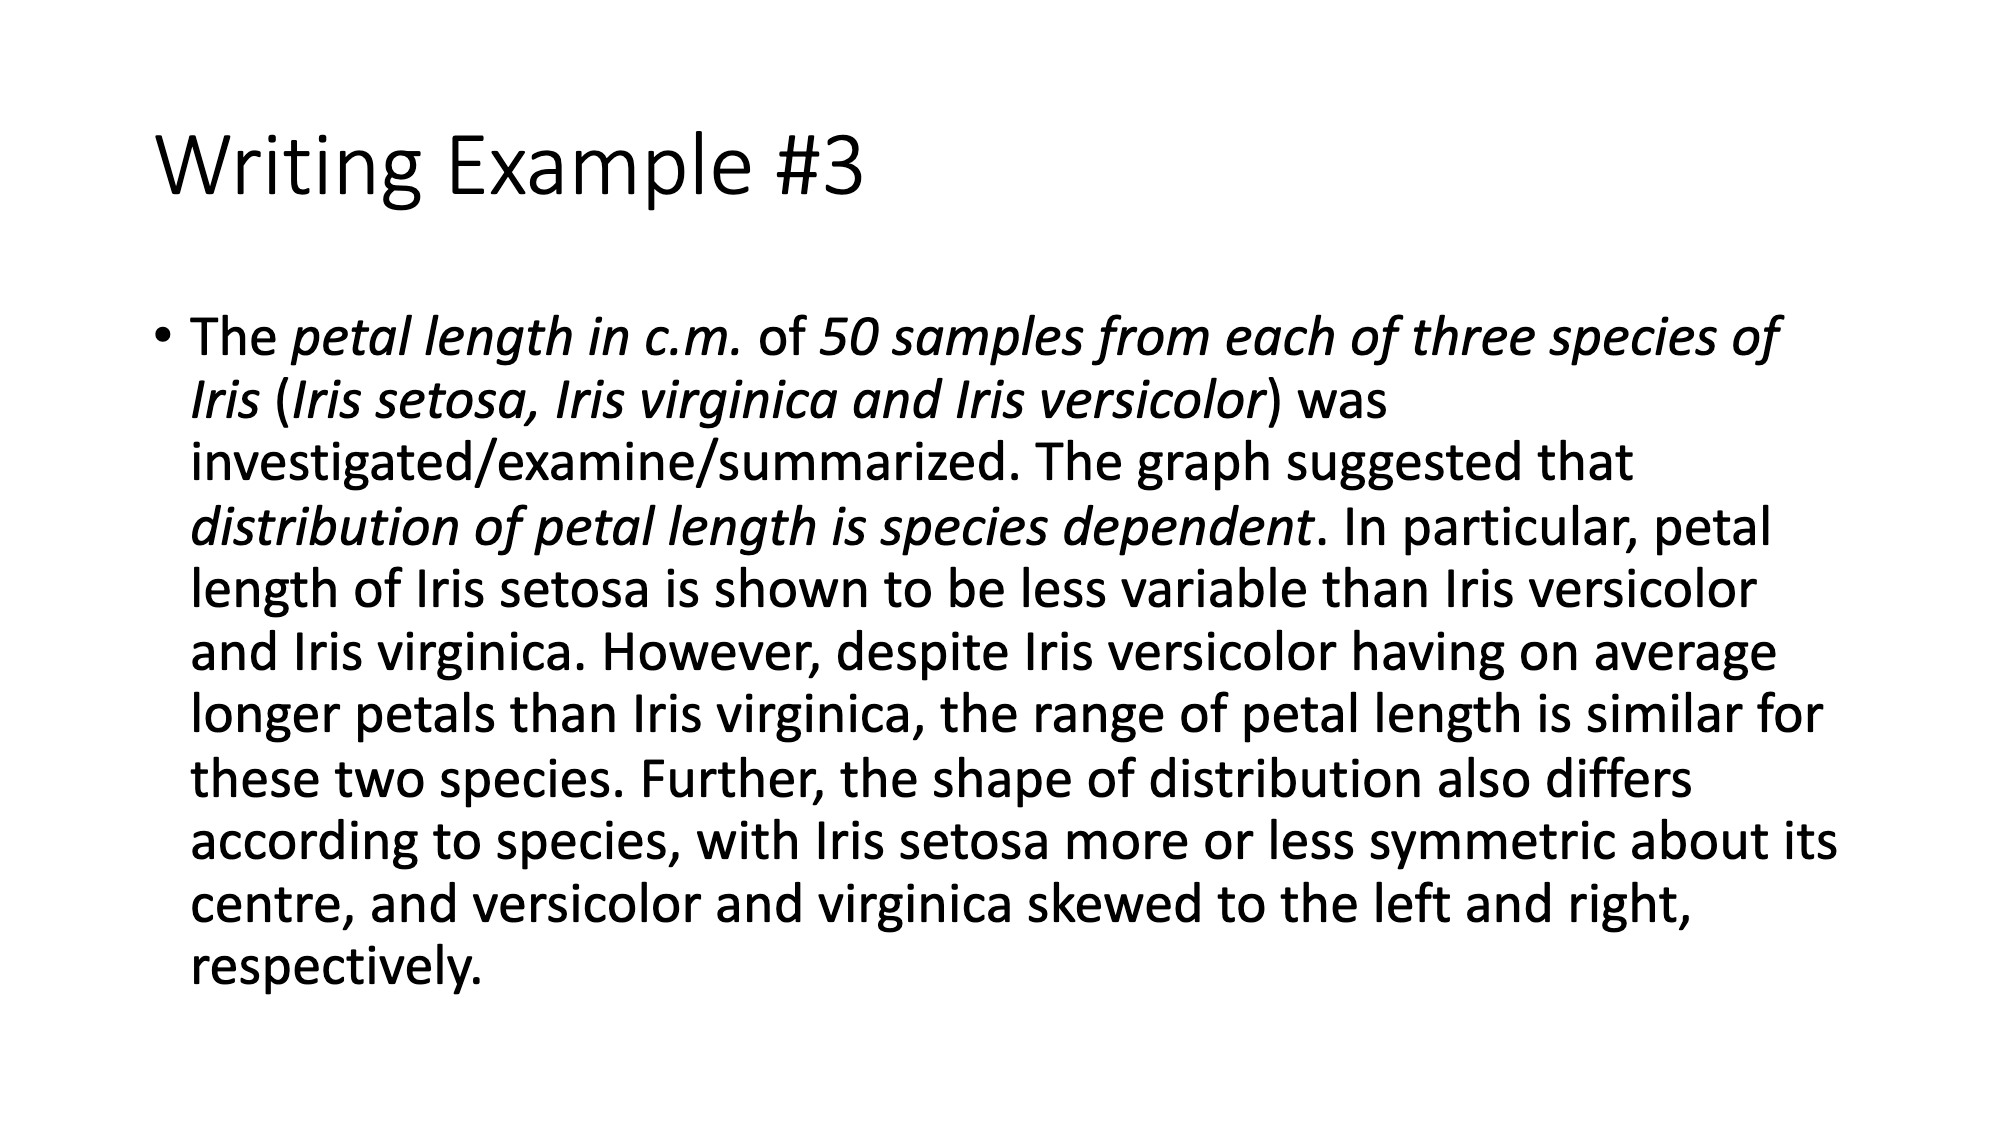 Writing Example #3
• The petal length in c.m. of 50 samples from each of three species of
Iris (Iris setosa, Iris virginica and Iris versicolor) was
investigated/examine/summarized. The graph suggested that
distribution of petal length is species dependent. In particular, petal
length of Iris setosa is shown to be less variable than Iris versicolor
and Iris virginica. However, despite Iris versicolor having on average
longer petals than Iris virginica, the range of petal length is similar for
these two species. Further, the shape of distribution also differs
according to species, with Iris setosa more or less symmetric about its
centre, and versicolor and virginica skewed to the left and right,
respectively.